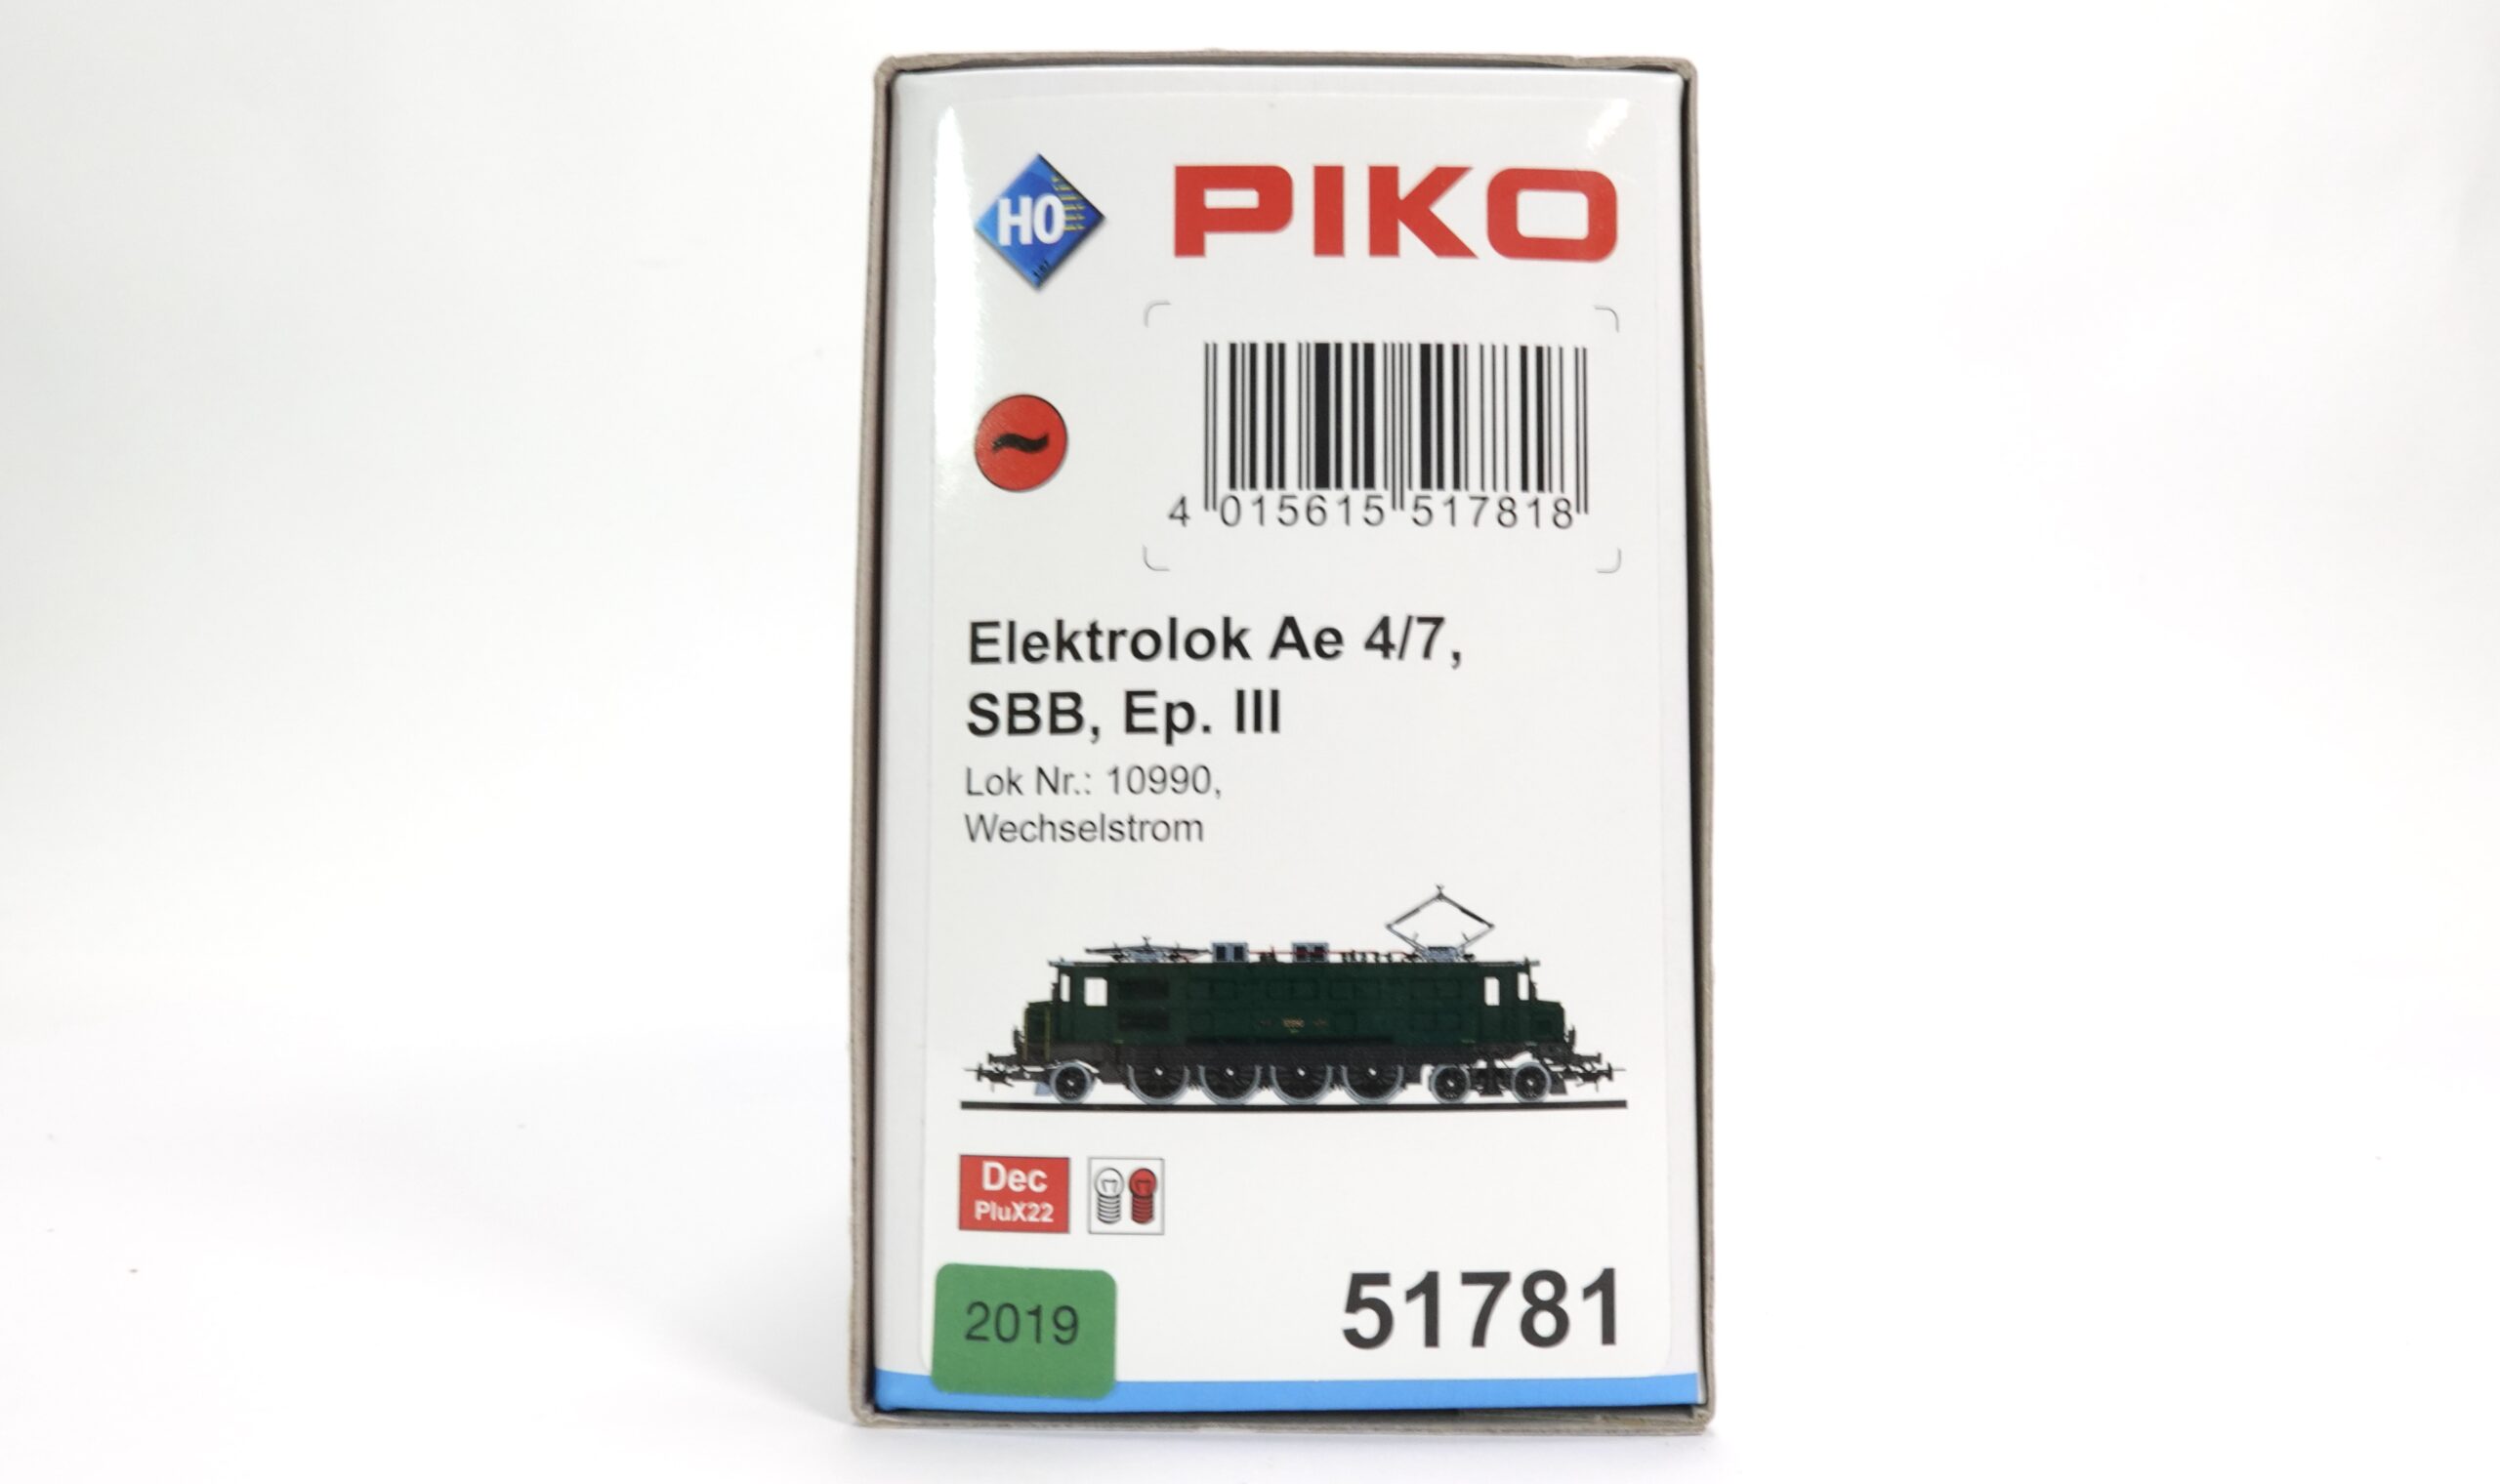 H0
PIKO
4 015615 517818
Elektrolok Ae 4/7,
SBB, Ep. III
Lok Nr.: 10990,
Wechselstrom
Dec
PluX22
2019
51781